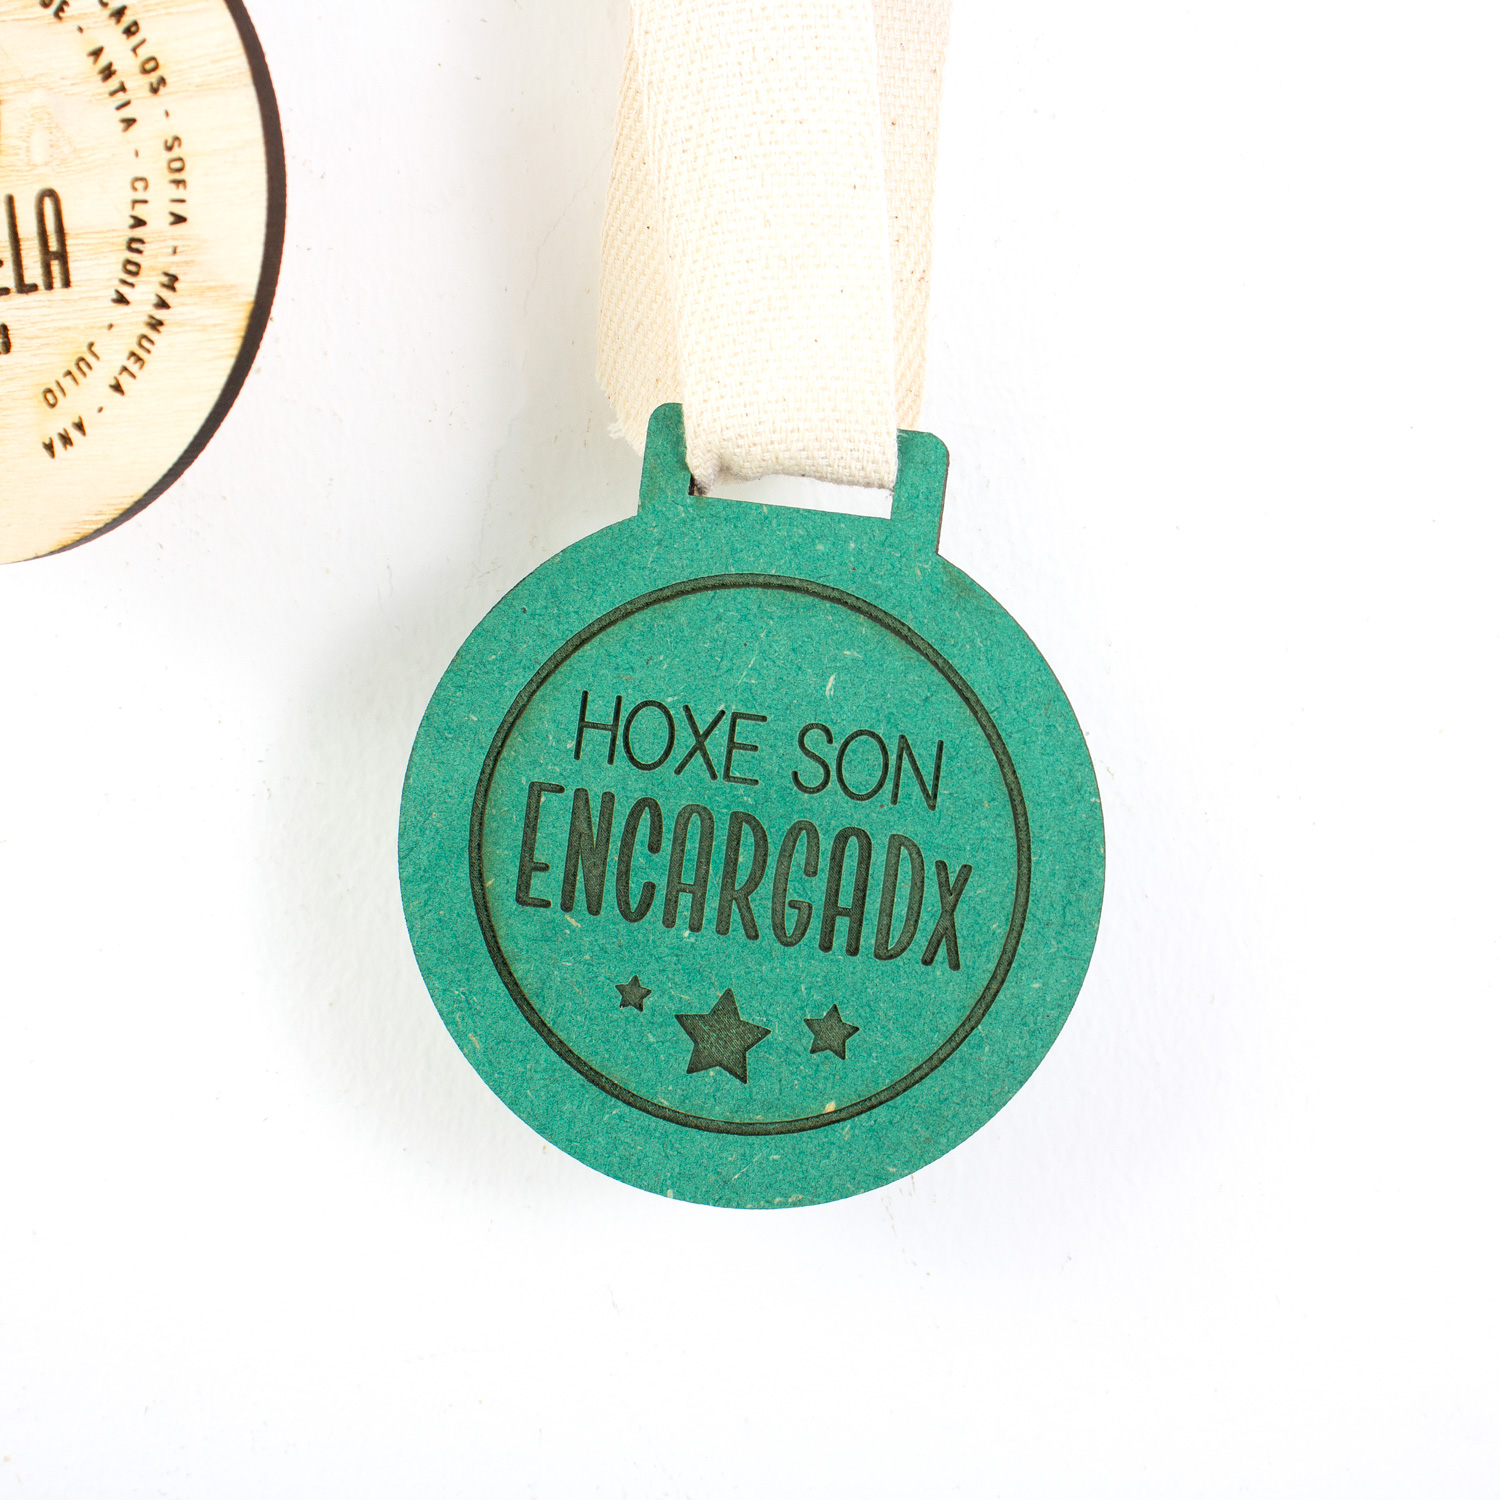 CARLOS - SOFIA - MANUELA - ANA
- ANTIA - CLAUDIA - JULIO
HOXE SON
ENCARGADX